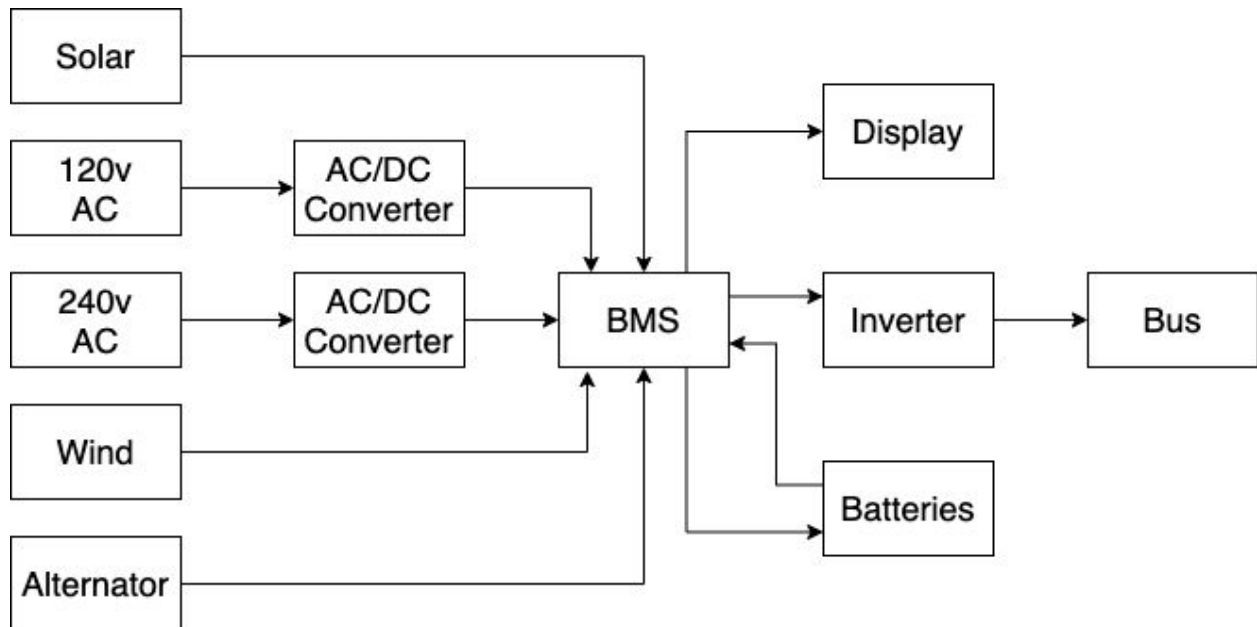 Solar
120v
AC
AC/DC
Converter
240v
AC
AC/DC
Converter
Wind
Alternator
BMS
Display
Inverter
Bus
Batteries